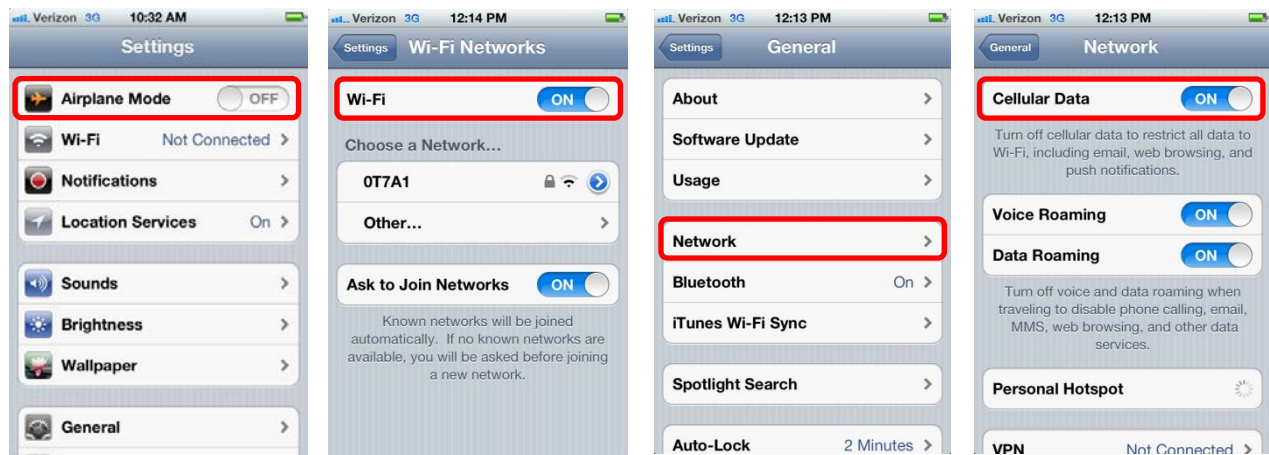 Verizon 3G 10:32 AM
Settings
Airplane Mode OFF
Wi-Fi Not Connected
Notifications
Location Services On
Sounds
Brightness
Wallpaper
General
Verizon 3G 12:14 PM
Settings Wi-Fi Networks
Wi-Fi ON
Choose a Network...
0T7A1
Other...
Ask to Join Networks ON
Known networks will be joined
automatically. If no known networks are
available, you will be asked before joining
a new network.
Verizon 3G 12:13 PM
Settings General
About
Software Update
Usage
Network
Bluetooth On
iTunes Wi-Fi Sync
Spotlight Search
Auto-Lock 2 Minutes
Verizon 3G 12:13 PM
General Network
Cellular Data ON
Turn off cellular data to restrict all data to
Wi-Fi, including email, web browsing, and
push notifications.
Voice Roaming ON
Data Roaming ON
Turn off voice and data roaming when
traveling to disable phone calling, email,
MMS, web browsing, and other data
services.
Personal Hotspot
VPN Not Connected